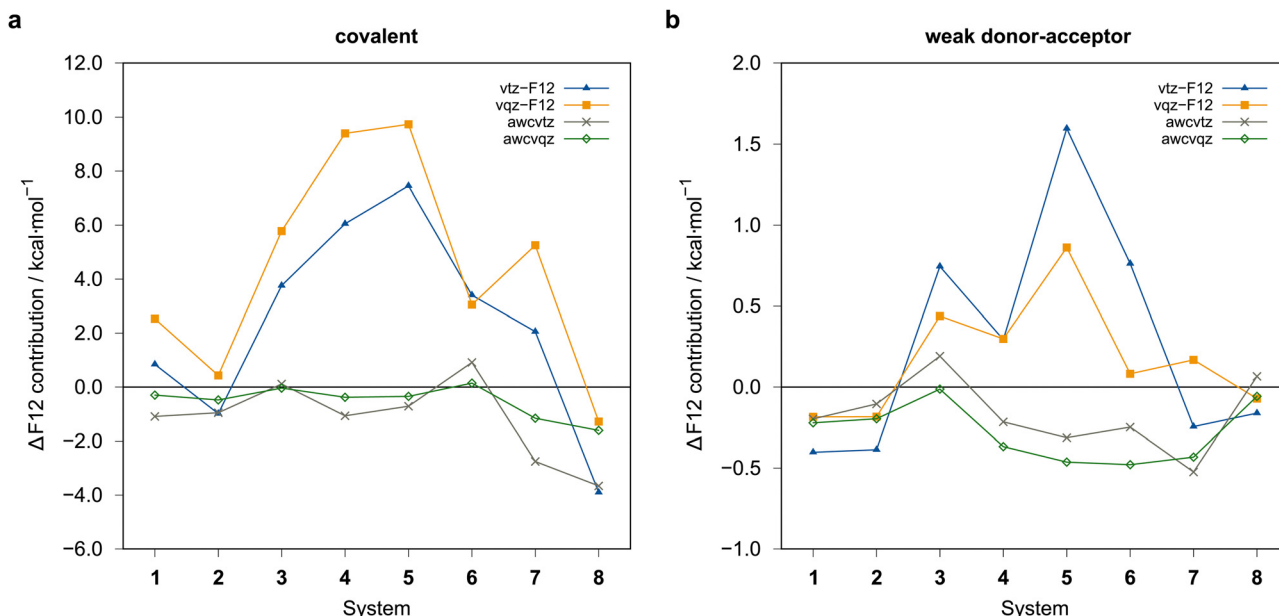 a
covalent
ΔF12 contribution / kcal·mol−1
12.0
10.0
8.0
6.0
4.0
2.0
0.0
−2.0
−4.0
−6.0
vtz−F12
vqz−F12
awcvtz
awcvqz
1 2 3 4 5 6 7 8
System
b
weak donor-acceptor
ΔF12 contribution / kcal·mol−1
2.0
1.5
1.0
0.5
0.0
−0.5
−1.0
vtz−F12
vqz−F12
awcvtz
awcvqz
1 2 3 4 5 6 7 8
System